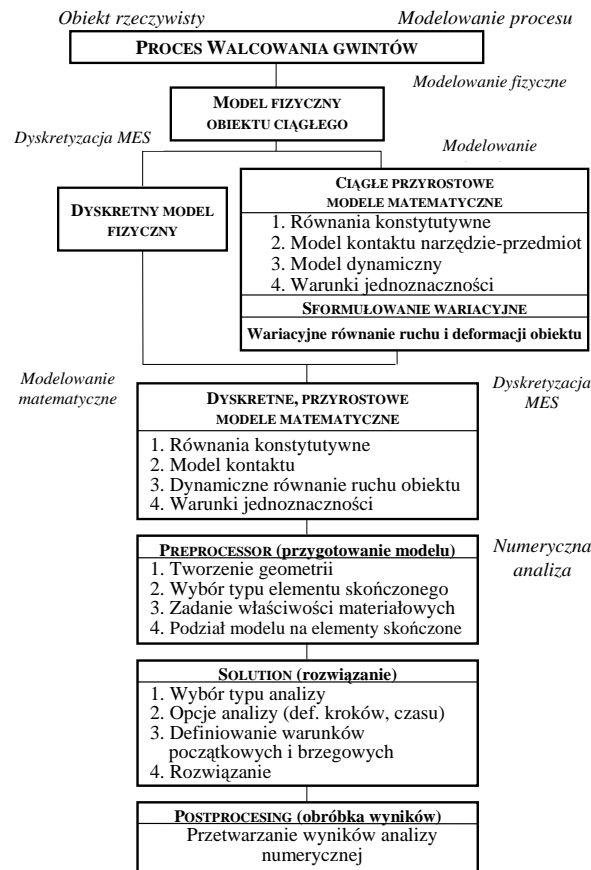 Obiekt rzeczywisty
Modelowanie procesu
PROCES WALCOWANIA GWINTÓW
Modelowanie fizyczne
MODEL FIZYCZNY
OBIEKTU CIĄGŁEGO
Dyskretyzacja MES
Modelowanie
DYSKRETNY MODEL
FIZYCZNY
CIĄGŁE PRZYROSTOWE
MODELE MATEMATYCZNE
1. Równania konstytutywne
2. Model kontaktu narzędzie-przedmiot
3. Model dynamiczny
4. Warunki jednoznaczności
SFORMUŁOWANIE WARIACYJNE
Wariacyjne równanie ruchu i deformacji obiektu
Modelowanie
matematyczne
Dyskretyzacja
MES
DYSKRETNE, PRZYROSTOWE
MODELE MATEMATYCZNE
1. Równania konstytutywne
2. Model kontaktu
3. Dynamiczne równanie ruchu obiektu
4. Warunki jednoznaczności
PREPROCESSOR (przygotowanie modelu)
1. Tworzenie geometrii
2. Wybór typu elementu skończonego
3. Zadanie właściwości materiałowych
4. Podział modelu na elementy skończone
Numeryczna
analiza
SOLUTION (rozwiązanie)
1. Wybór typu analizy
2. Opcje analizy (def. kroków, czasu)
3. Definiowanie warunków
początkowych i brzegowych
4. Rozwiązanie
POSTPROCESING (obróbka wyników)
Przetwarzanie wyników analizy
numerycznej